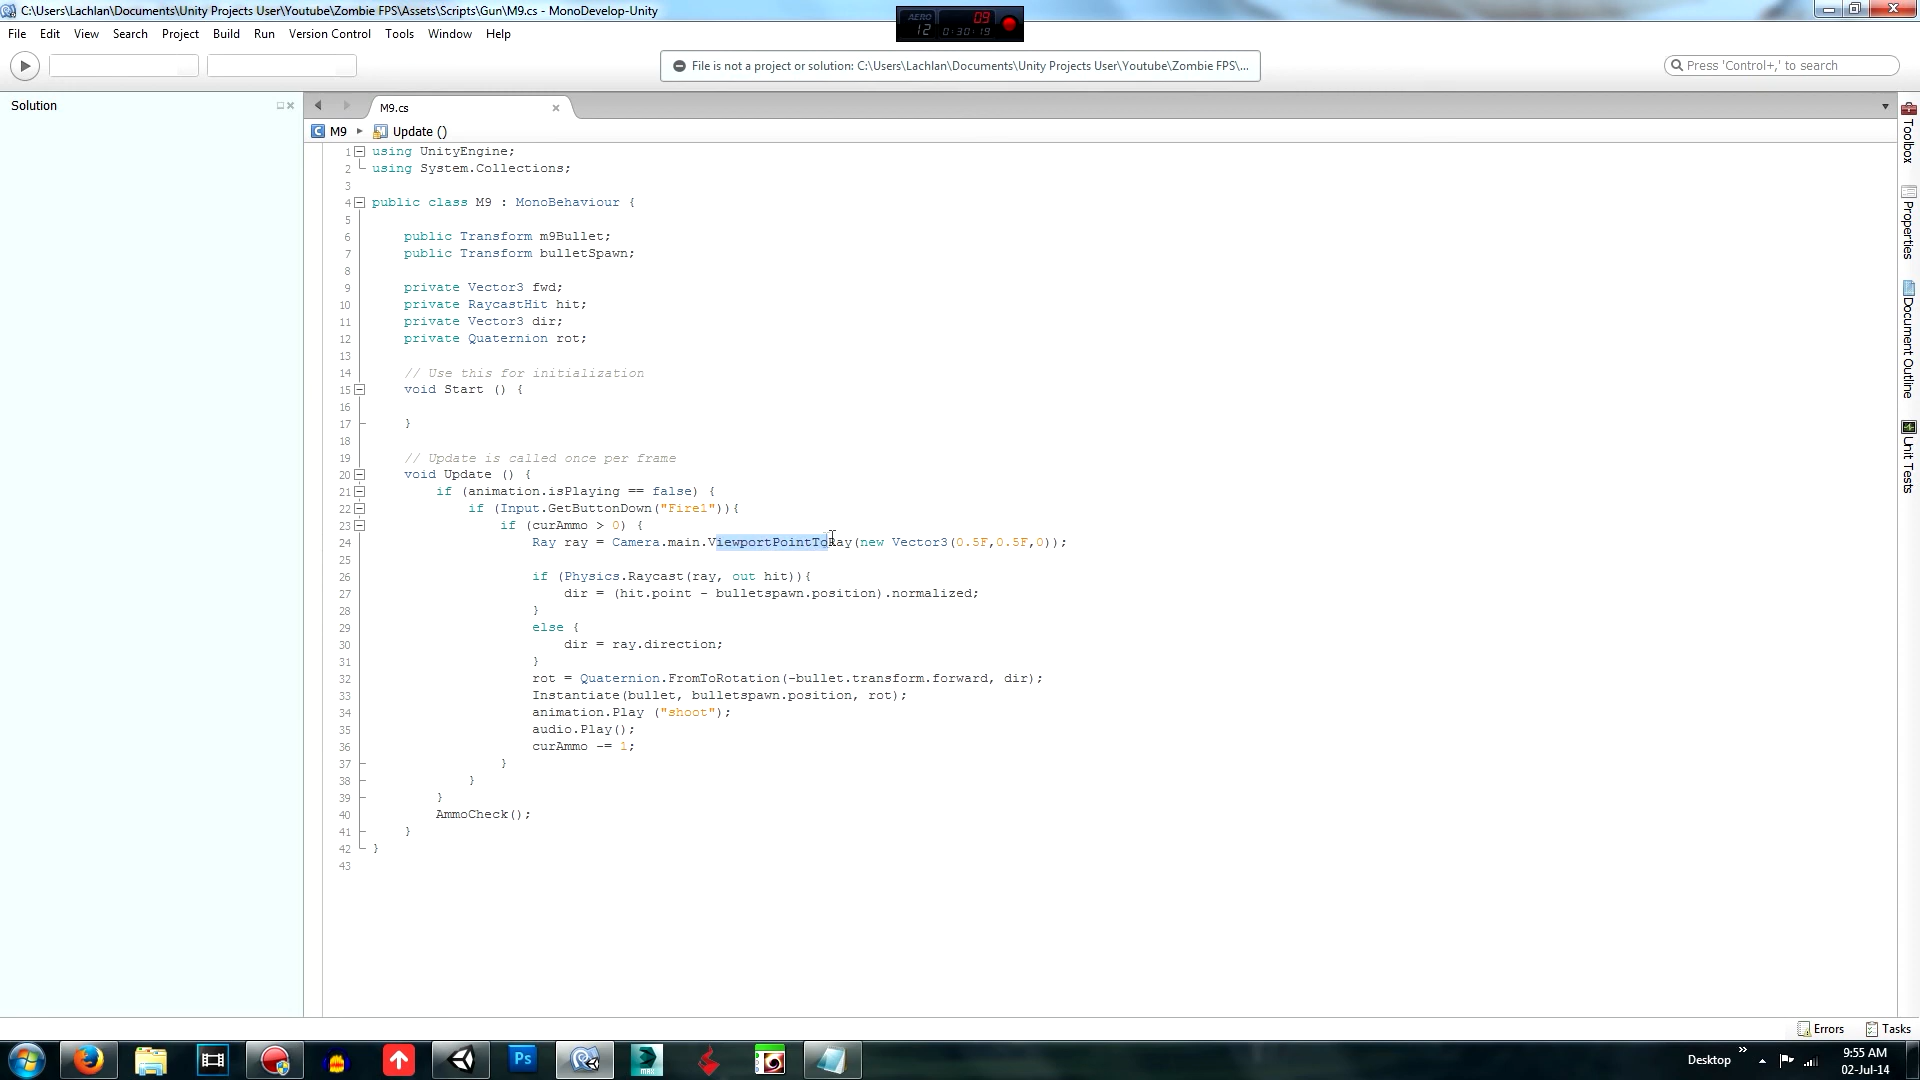 C:\Users\Lachlan\Documents\Unity Projects User\Youtube\Zombie FPS\Assets\Scripts\Gun\M9.cs - MonoDevelop-Unity
AERO
12
09
0:30:19
File Edit View Search Project Build Run Version Control Tools Window Help
File is not a project or solution: C:\Users\Lachlan\Documents\Unity Projects User\Youtube\Zombie FPS\...
Press 'Control+,' to search
Solution
M9.cs
M9 Update ()
1 using UnityEngine;
2 using System.Collections;
3
4 public class M9 : MonoBehaviour {
5
6 public Transform m9Bullet;
7 public Transform bulletSpawn;
8
9 private Vector3 fwd;
10 private RaycastHit hit;
11 private Vector3 dir;
12 private Quaternion rot;
13
14 // Use this for initialization
15 void Start () {
16
17 }
18
19 // Update is called once per frame
20 void Update () {
21 if (animation.isPlaying == false) {
22 if (Input.GetButtonDown("Fire1")){
23 if (curAmmo > 0) {
24 Ray ray = Camera.main.ViewportPointToRay(new Vector3(0.5F,0.5F,0));
25
26 if (Physics.Raycast(ray, out hit)){
27 dir = (hit.point - bulletspawn.position).normalized;
28 }
29 else {
30 dir = ray.direction;
31 }
32 rot = Quaternion.FromToRotation(-bullet.transform.forward, dir);
33 Instantiate(bullet, bulletspawn.position, rot);
34 animation.Play ("shoot");
35 audio.Play();
36 curAmmo -= 1;
37 }
38 }
39 }
40 AmmoCheck();
41 }
42 }
43
Toolbox
Properties
Document Outline
Unit Tests
Errors Tasks
Ps
MAX
Desktop
9:55 AM
02-Jul-14